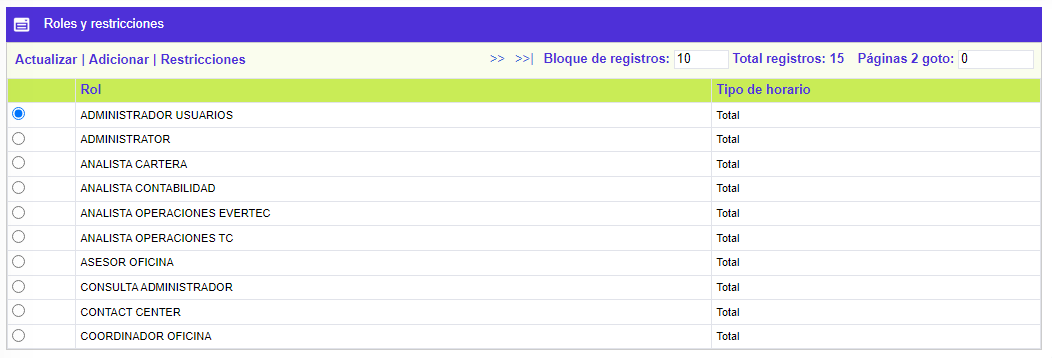 Roles y restricciones
Actualizar | Adicionar | Restricciones >> >>| Bloque de registros: 10 Total registros: 15 Páginas 2 goto: 0
Rol Tipo de horario
ADMINISTRADOR USUARIOS Total
ADMINISTRATOR Total
ANALISTA CARTERA Total
ANALISTA CONTABILIDAD Total
ANALISTA OPERACIONES EVERTEC Total
ANALISTA OPERACIONES TC Total
ASESOR OFICINA Total
CONSULTA ADMINISTRADOR Total
CONTACT CENTER Total
COORDINADOR OFICINA Total